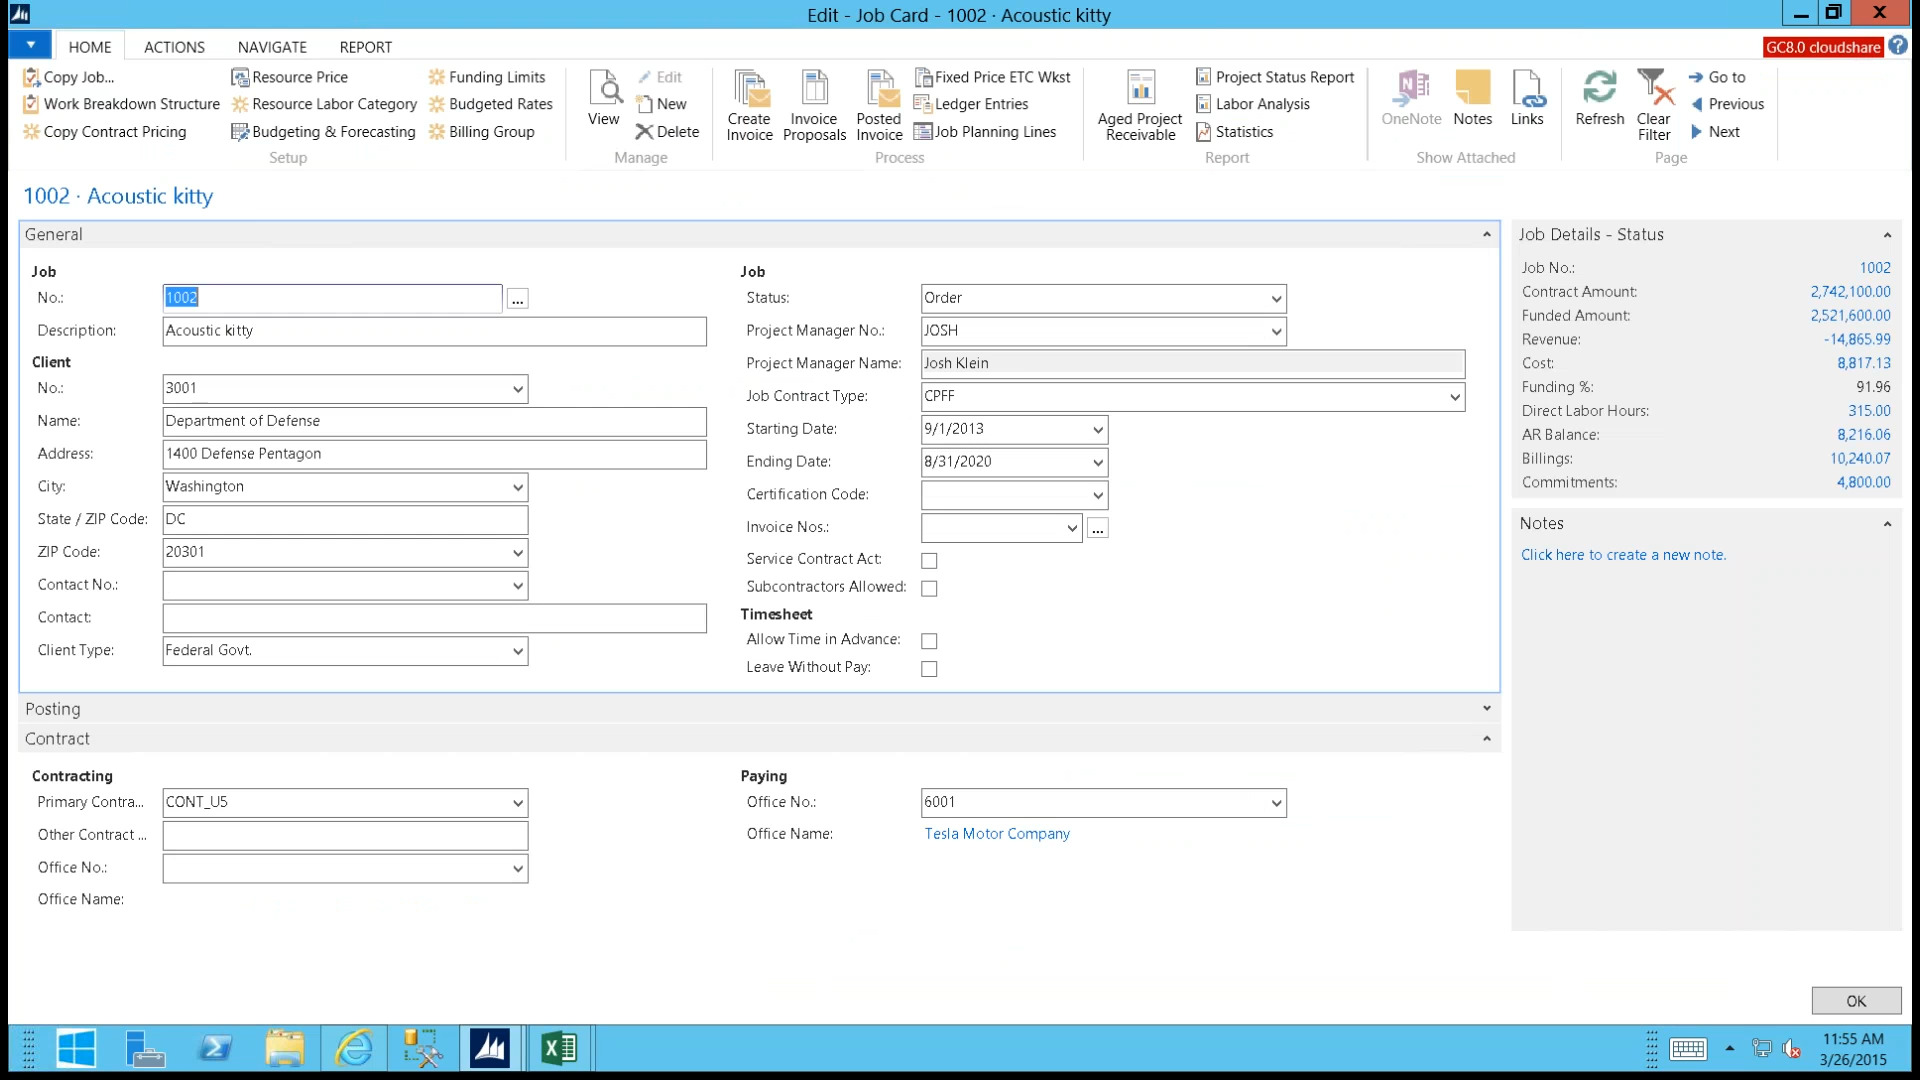 Edit - Job Card - 1002 · Acoustic kitty
HOME ACTIONS NAVIGATE REPORT
GC8.0 cloudshare
Copy Job...
Work Breakdown Structure
Copy Contract Pricing
Resource Price
Resource Labor Category
Budgeting & Forecasting
Funding Limits
Budgeted Rates
Billing Group
Setup
View
Edit
New
Delete
Manage
Create Invoice
Invoice Proposals
Posted Invoice
Fixed Price ETC Wkst
Ledger Entries
Job Planning Lines
Process
Aged Project Receivable
Project Status Report
Labor Analysis
Statistics
Report
OneNote
Notes
Links
Show Attached
Refresh
Clear Filter
Go to
Previous
Next
Page
1002 · Acoustic kitty
General
Job
No.: 1002 ...
Description: Acoustic kitty
Client
No.: 3001
Name: Department of Defense
Address: 1400 Defense Pentagon
City: Washington
State / ZIP Code: DC
ZIP Code: 20301
Contact No.:
Contact:
Client Type: Federal Govt.
Job
Status: Order
Project Manager No.: JOSH
Project Manager Name: Josh Klein
Job Contract Type: CPFF
Starting Date: 9/1/2013
Ending Date: 8/31/2020
Certification Code:
Invoice Nos.: ...
Service Contract Act:
Subcontractors Allowed:
Timesheet
Allow Time in Advance:
Leave Without Pay:
Posting
Contract
Contracting
Primary Contra... CONT_U5
Other Contract ...
Office No.:
Office Name:
Paying
Office No.: 6001
Office Name: Tesla Motor Company
Job Details - Status
Job No.: 1002
Contract Amount: 2,742,100.00
Funded Amount: 2,521,600.00
Revenue: -14,865.99
Cost: 8,817.13
Funding %: 91.96
Direct Labor Hours: 315.00
AR Balance: 8,216.06
Billings: 10,240.07
Commitments: 4,800.00
Notes
Click here to create a new note.
OK
11:55 AM
3/26/2015